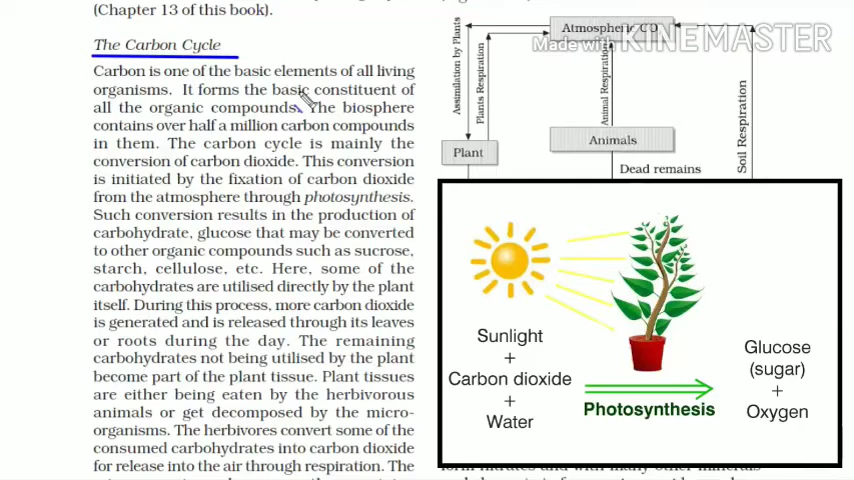 (Chapter 13 of this book).
The Carbon Cycle
Carbon is one of the basic elements of all living
organisms. It forms the basic constituent of
all the organic compounds. The biosphere
contains over half a million carbon compounds
in them. The carbon cycle is mainly the
conversion of carbon dioxide. This conversion
is initiated by the fixation of carbon dioxide
from the atmosphere through photosynthesis.
Such conversion results in the production of
carbohydrate, glucose that may be converted
to other organic compounds such as sucrose,
starch, cellulose, etc. Here, some of the
carbohydrates are utilised directly by the plant
itself. During this process, more carbon dioxide
is generated and is released through its leaves
or roots during the day. The remaining
carbohydrates not being utilised by the plant
become part of the plant tissue. Plant tissues
are either being eaten by the herbivorous
animals or get decomposed by the micro-
organisms. The herbivores convert some of the
consumed carbohydrates into carbon dioxide
for release into the air through respiration. The
Atmospheric CO
Made with KINEMASTER
Assimilation by Plants
Plants Respiration
Animal Respiration
Soil Respiration
Plant
Animals
Dead remains
Sunlight
+
Carbon dioxide
+
Water
Photosynthesis
Glucose
(sugar)
+
Oxygen
form nitrates and with many other minerals